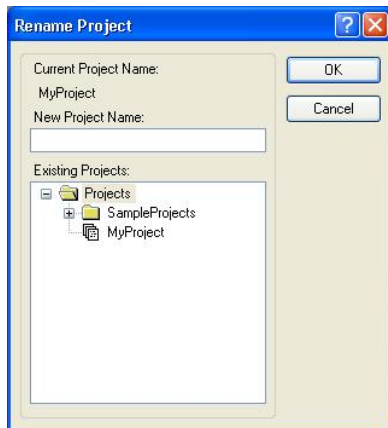 Rename Project
Current Project Name:
MyProject
New Project Name:
Existing Projects:
Projects
SampleProjects
MyProject
OK
Cancel